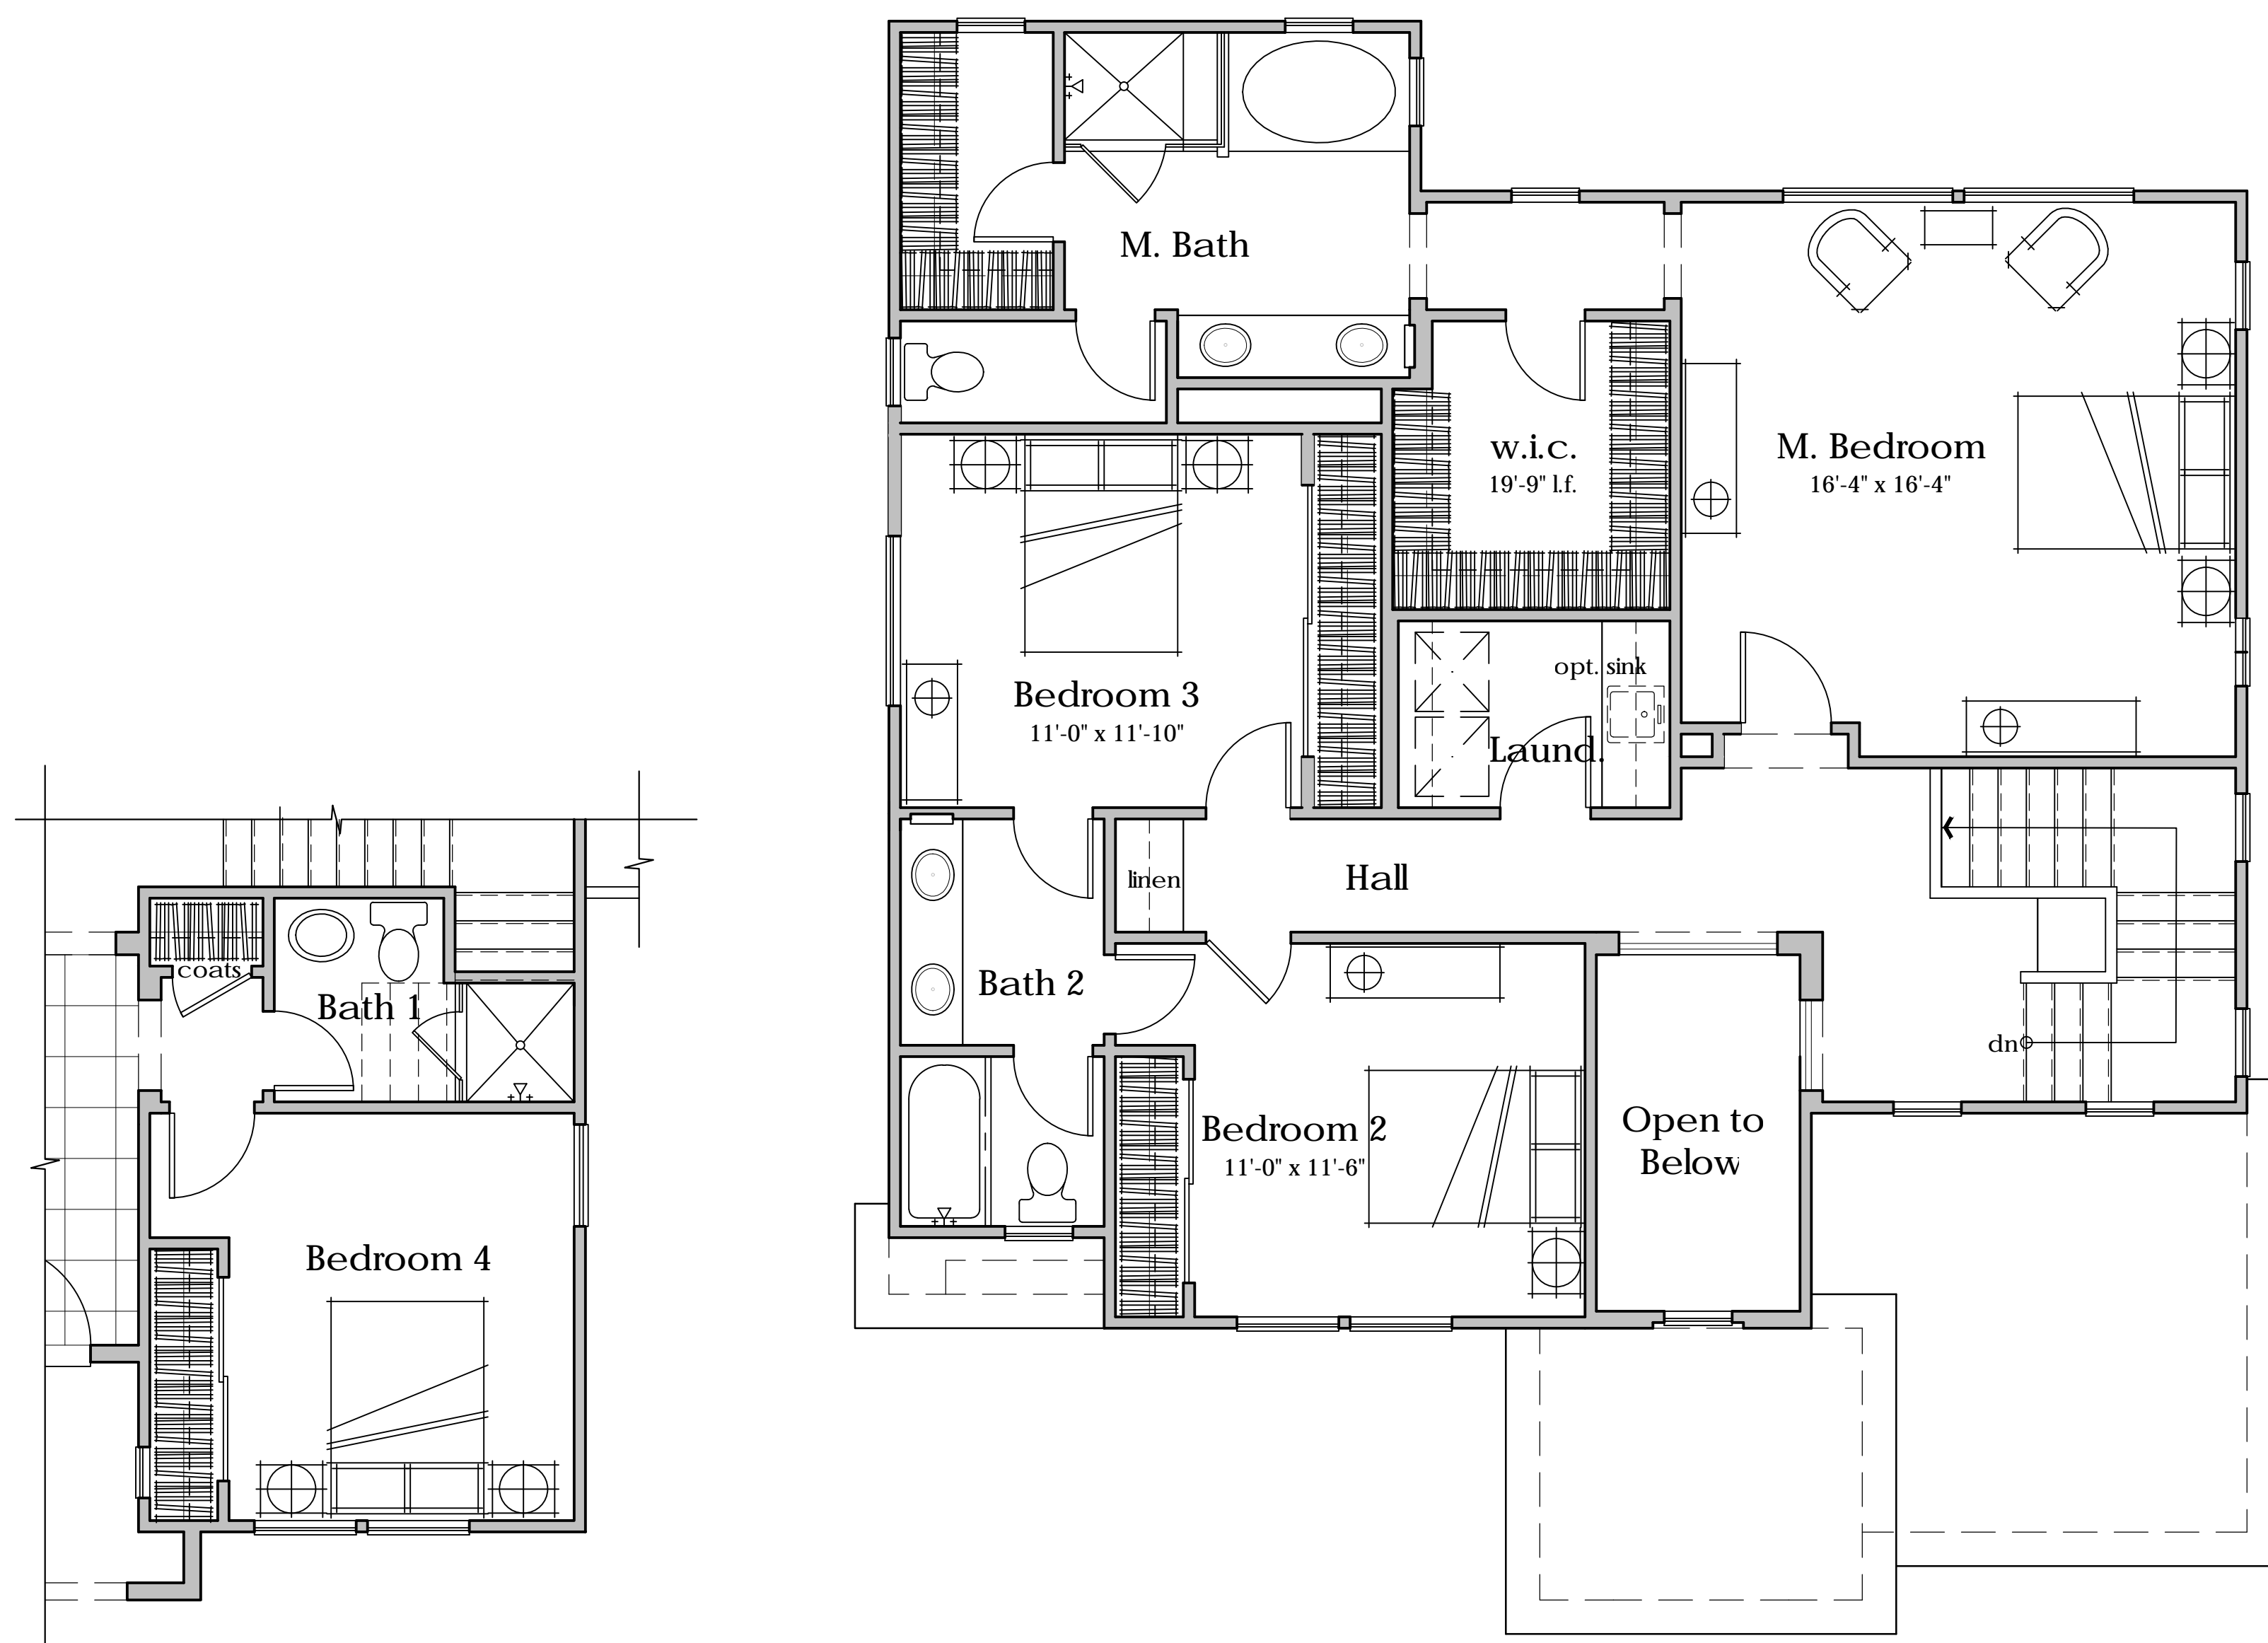 M. Bath
w.i.c.
19'-9" l.f.
M. Bedroom
16'-4" x 16'-4"
opt. sink
Laund.
Bedroom 3
11'-0" x 11'-10"
linen
Hall
Bath 2
dn
Bedroom 2
11'-0" x 11'-6"
Open to
Below
coats
Bath 1
Bedroom 4